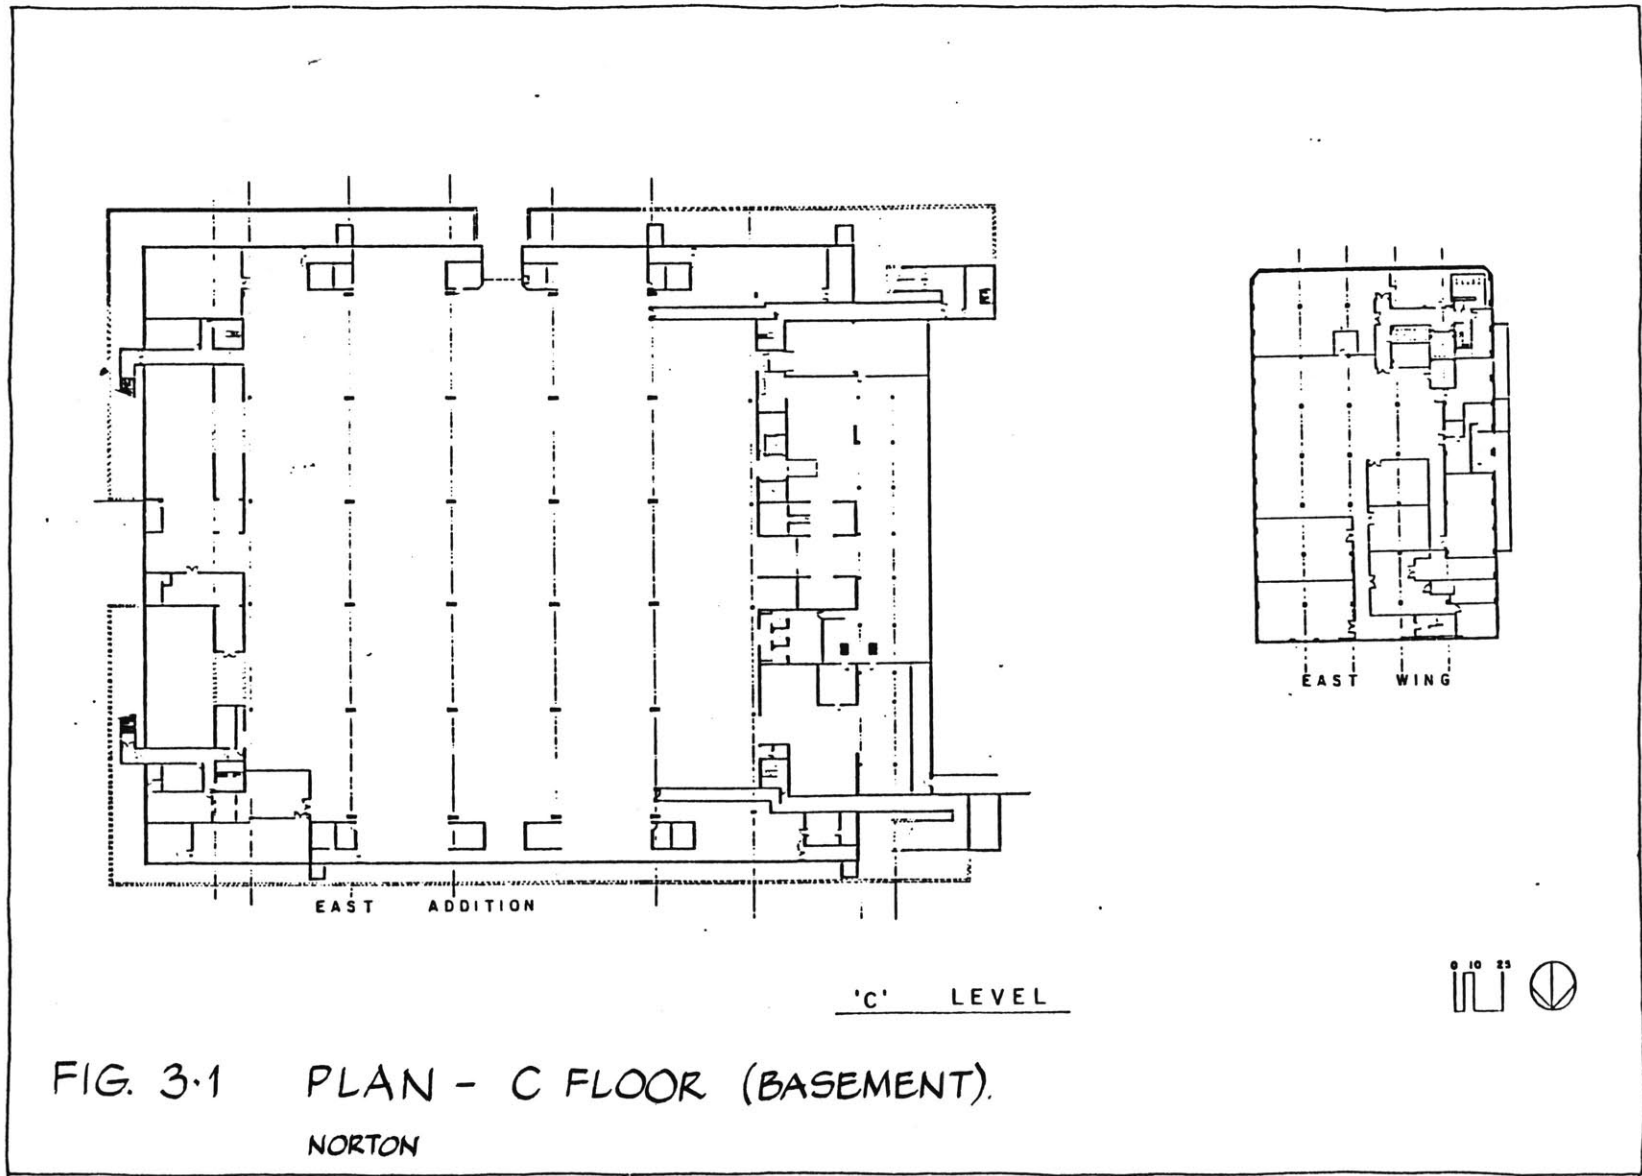 EAST WING
EAST ADDITION
'C' LEVEL
0 10 25
FIG. 3.1 PLAN - C FLOOR (BASEMENT).
NORTON